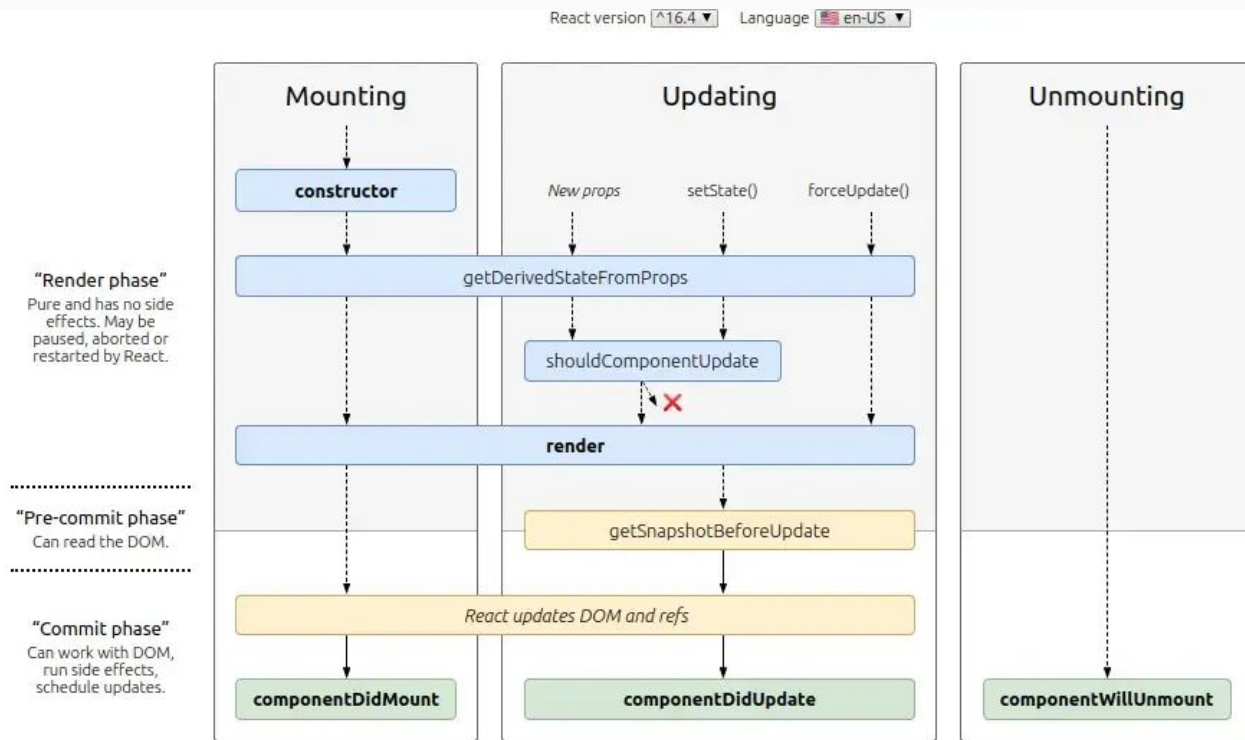 React version ^16.4 ▼ Language 🇺🇸 en-US ▼
Mounting
Updating
Unmounting
constructor
New props
setState()
forceUpdate()
“Render phase”
Pure and has no side
effects. May be
paused, aborted or
restarted by React.
getDerivedStateFromProps
shouldComponentUpdate
render
“Pre-commit phase”
Can read the DOM.
getSnapshotBeforeUpdate
“Commit phase”
Can work with DOM,
run side effects,
schedule updates.
React updates DOM and refs
componentDidMount
componentDidUpdate
componentWillUnmount